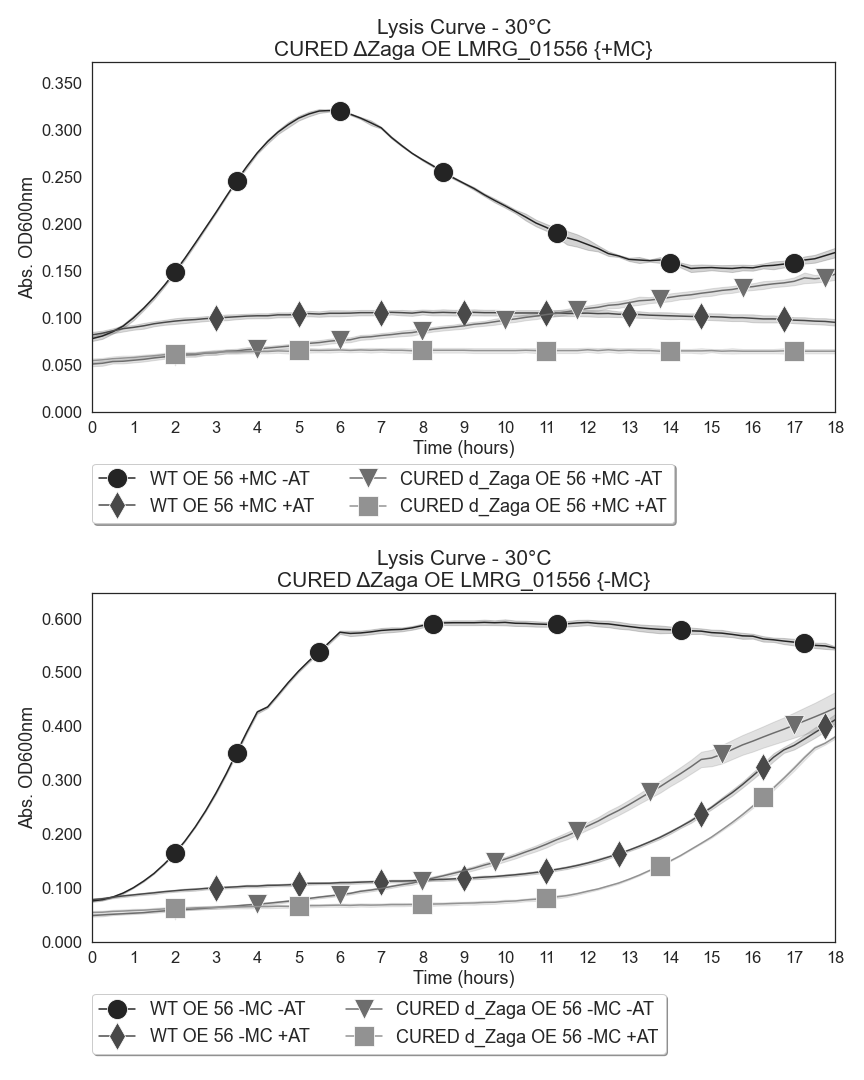 Lysis Curve - 30°C
CURED ΔZaga OE LMRG_01556 {+MC}
0.350
0.300
0.250
0.200
0.150
0.100
0.050
0.000
Abs. OD600nm
0 1 2 3 4 5 6 7 8 9 10 11 12 13 14 15 16 17 18
Time (hours)
WT OE 56 +MC -AT CURED d_Zaga OE 56 +MC -AT
WT OE 56 +MC +AT CURED d_Zaga OE 56 +MC +AT
Lysis Curve - 30°C
CURED ΔZaga OE LMRG_01556 {-MC}
0.600
0.500
0.400
0.300
0.200
0.100
0.000
Abs. OD600nm
0 1 2 3 4 5 6 7 8 9 10 11 12 13 14 15 16 17 18
Time (hours)
WT OE 56 -MC -AT CURED d_Zaga OE 56 -MC -AT
WT OE 56 -MC +AT CURED d_Zaga OE 56 -MC +AT